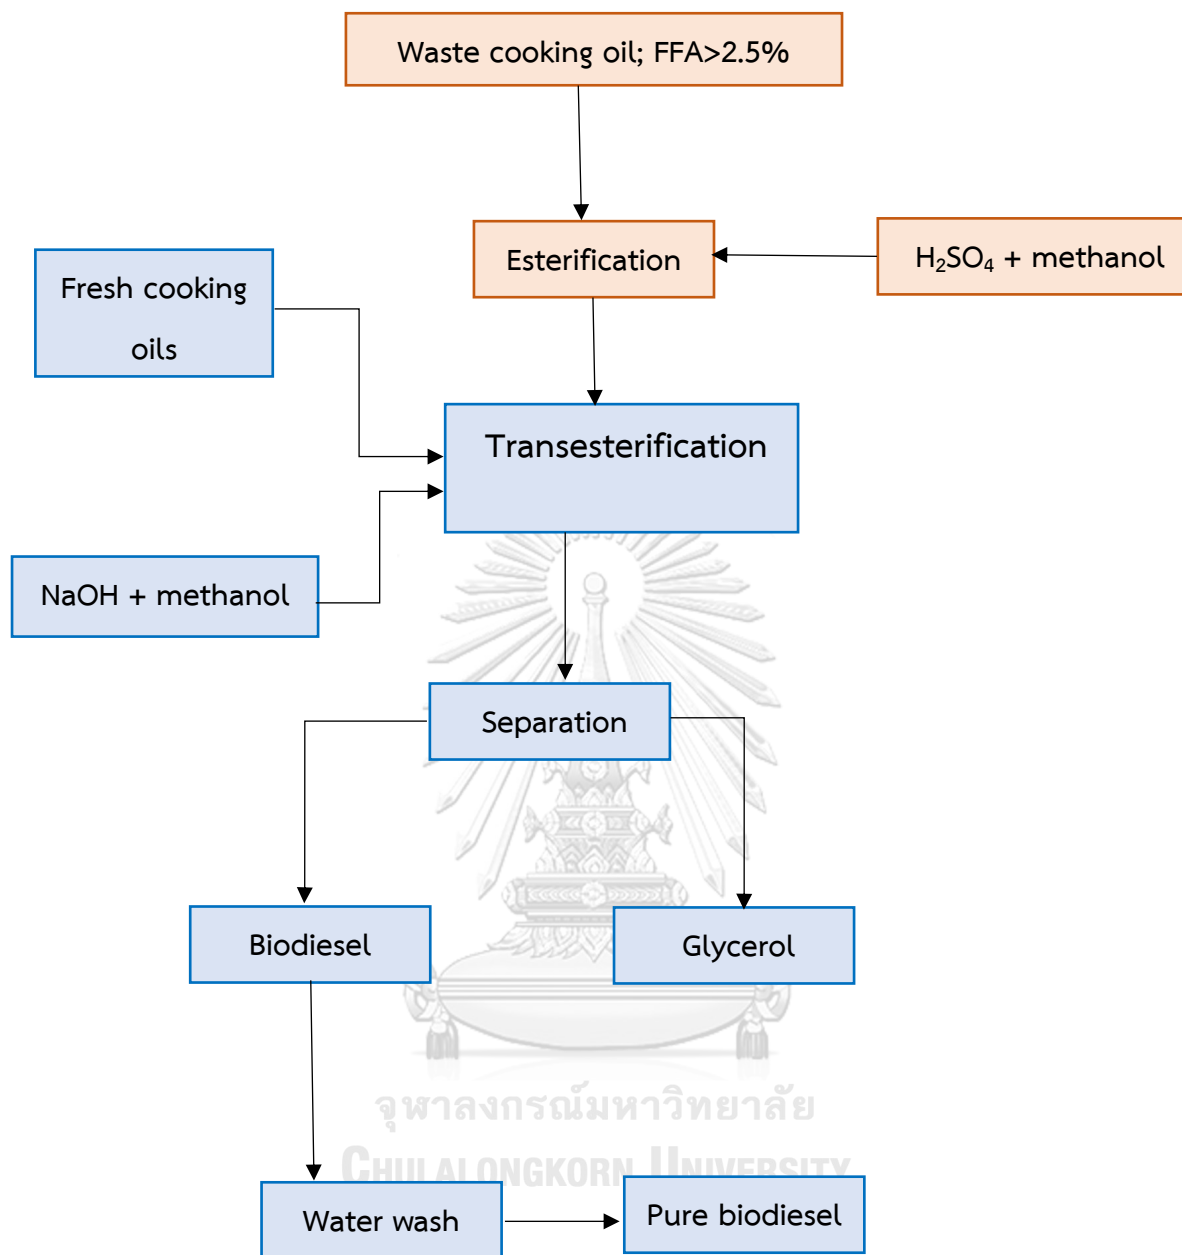 Waste cooking oil; FFA>2.5%
Esterification
H₂SO₄ + methanol
Fresh cooking
oils
Transesterification
NaOH + methanol
Separation
Biodiesel
Glycerol
จุฬาลงกรณ์มหาวิทยาลัย
CHULALONGKORN UNIVERSITY
Water wash
Pure biodiesel